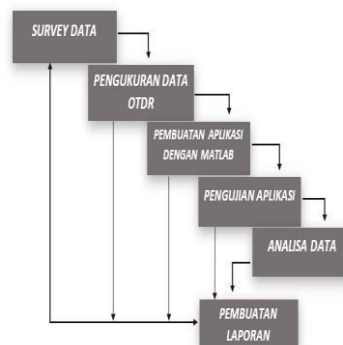 SURVEY DATA
PENGUKURAN DATA
OTDR
PEMBUATAN APLIKASI
DENGAN MATLAB
PENGUJIAN APLIKASI
ANALISA DATA
PEMBUATAN
LAPORAN